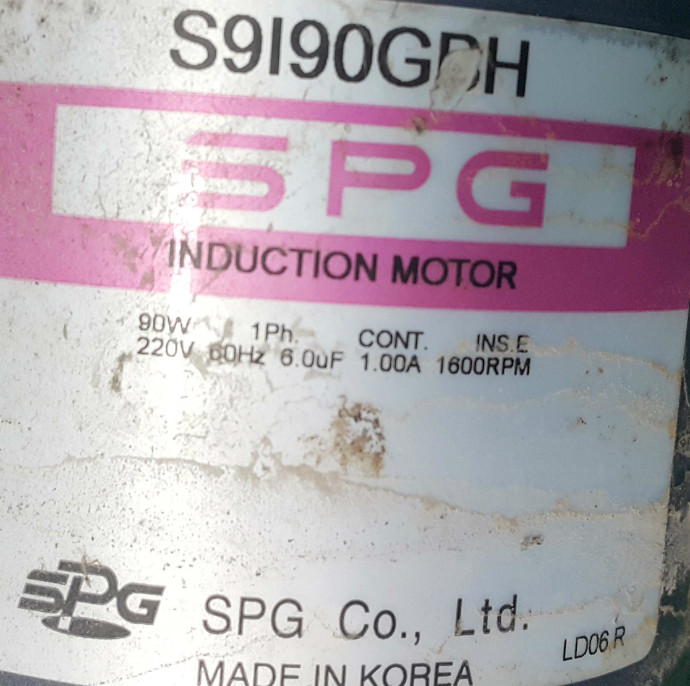 S9I90GBH
SPG
INDUCTION MOTOR
90W 1Ph. CONT. INS.E
220V 60Hz 6.0uF 1.00A 1600RPM
SPG SPG Co., Ltd.
LD06 R
MADE IN KOREA